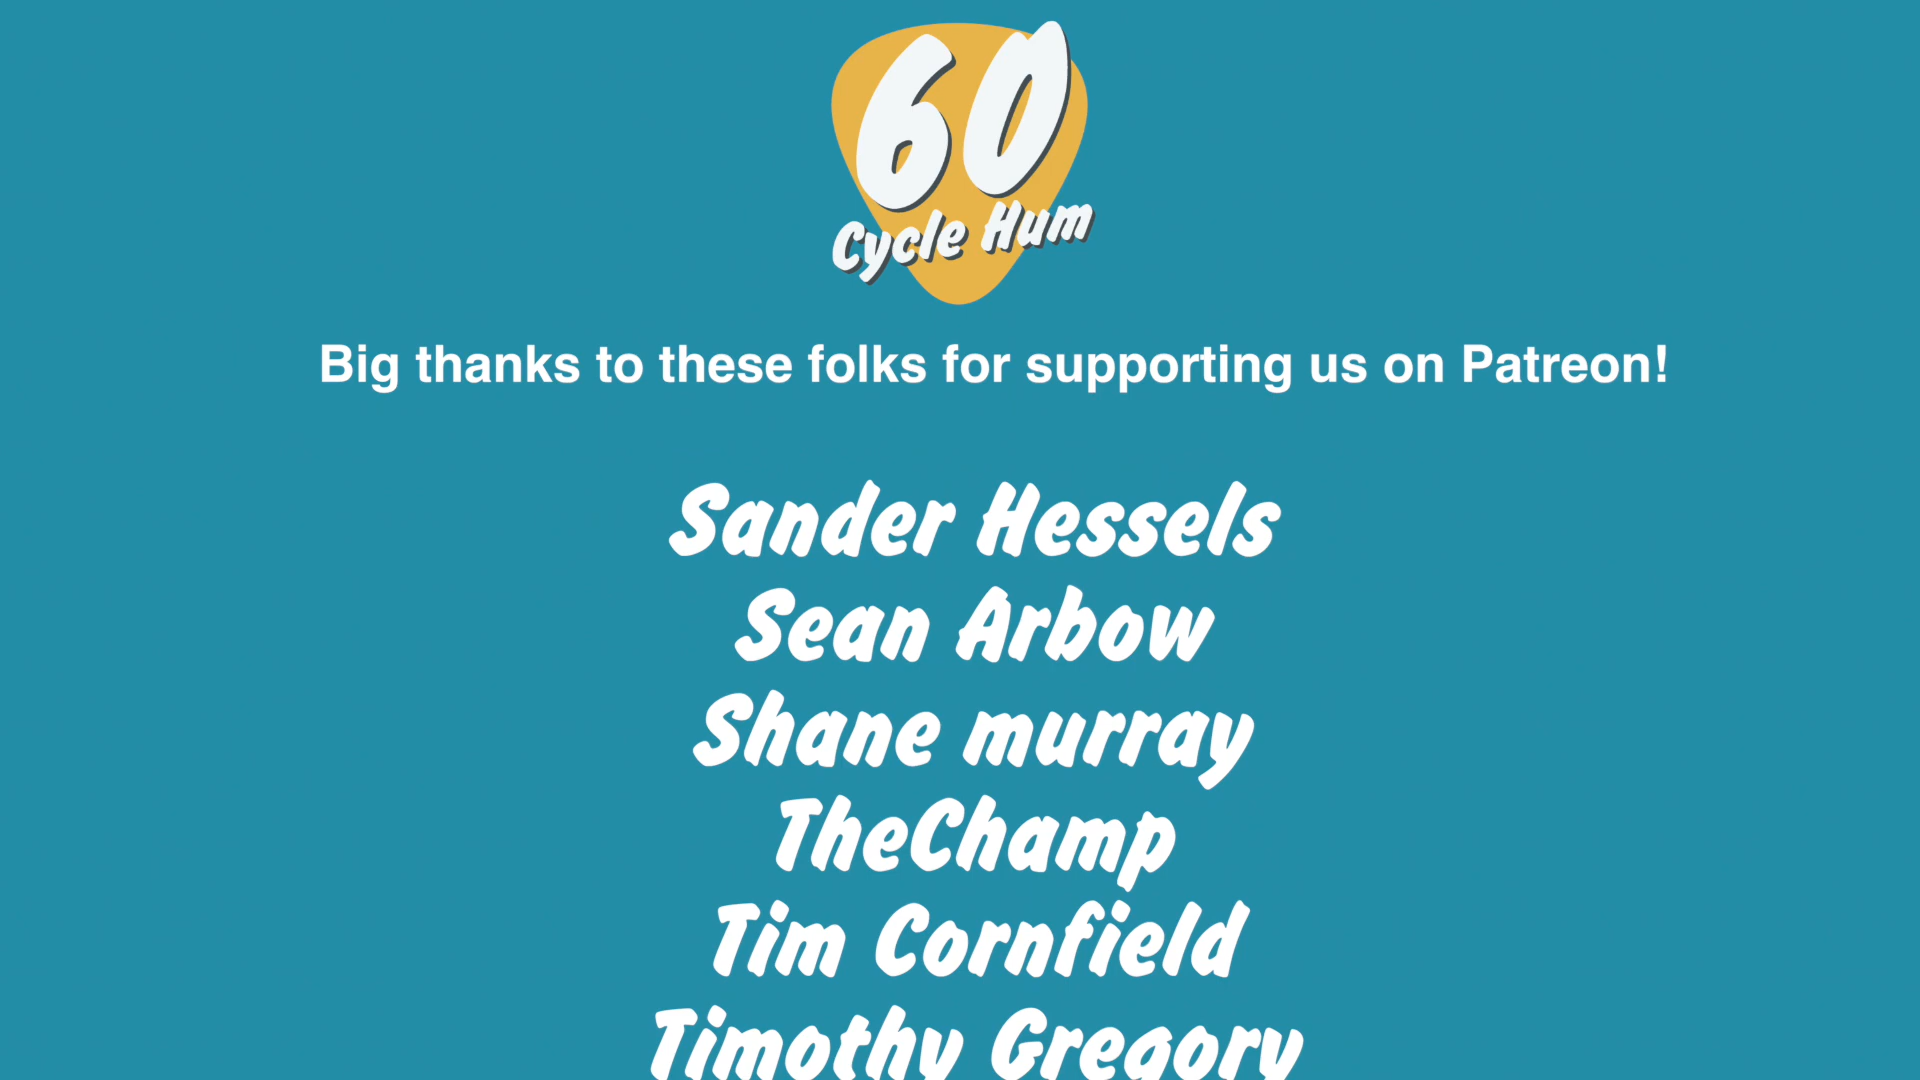 60
Cycle Hum
Big thanks to these folks for supporting us on Patreon!
Sander Hessels
Sean Arbow
Shane murray
TheChamp
Tim Cornfield
Timothy Gregory